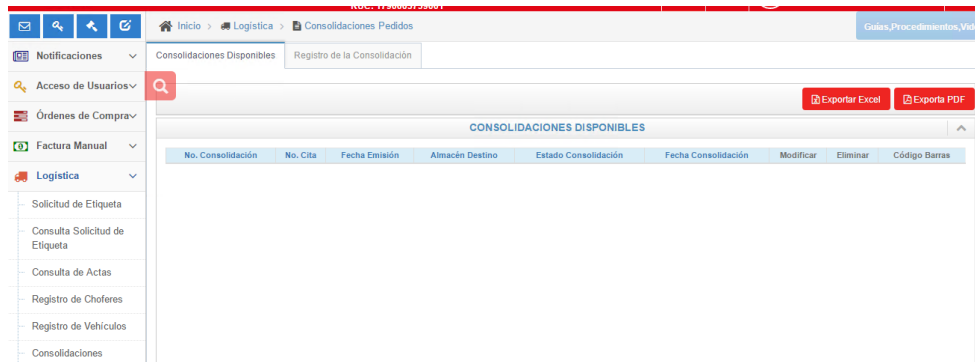 Inicio > Logística > Consolidaciones Pedidos
Guías,Procedimientos,Vid
Notificaciones
Acceso de Usuarios
Órdenes de Compra
Factura Manual
Logística
Solicitud de Etiqueta
Consulta Solicitud de
Etiqueta
Consulta de Actas
Registro de Choferes
Registro de Vehículos
Consolidaciones
Consolidaciones Disponibles
Registro de la Consolidación
Exportar Excel
Exporta PDF
CONSOLIDACIONES DISPONIBLES
No. Consolidación No. Cita Fecha Emisión Almacén Destino Estado Consolidación Fecha Consolidación Modificar Eliminar Código Barras